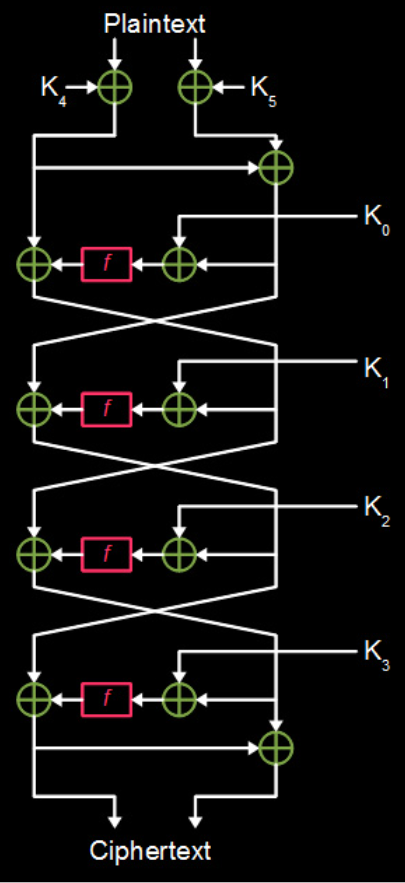 Plaintext
K₄ K₅
K₀
f
K₁
f
K₂
f
K₃
f
Ciphertext